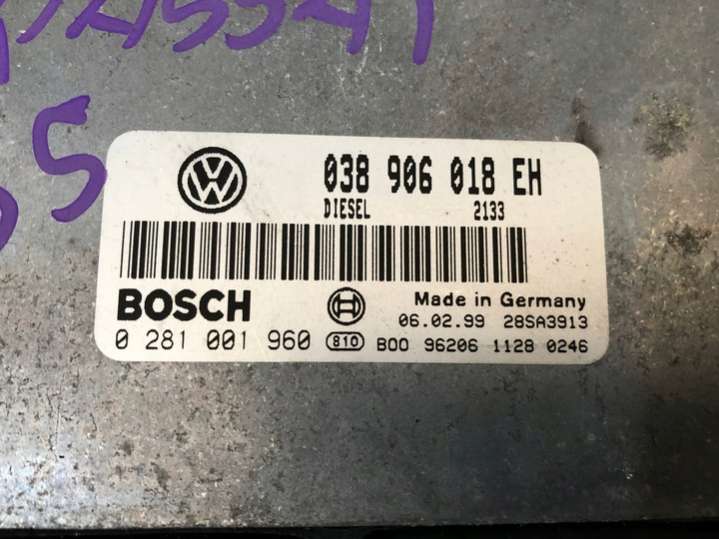 038 906 018 EH
DIESEL 2133
BOSCH
Made in Germany
06.02.99 28SA3913
0 281 001 960 810 B00 96206 1128 0246